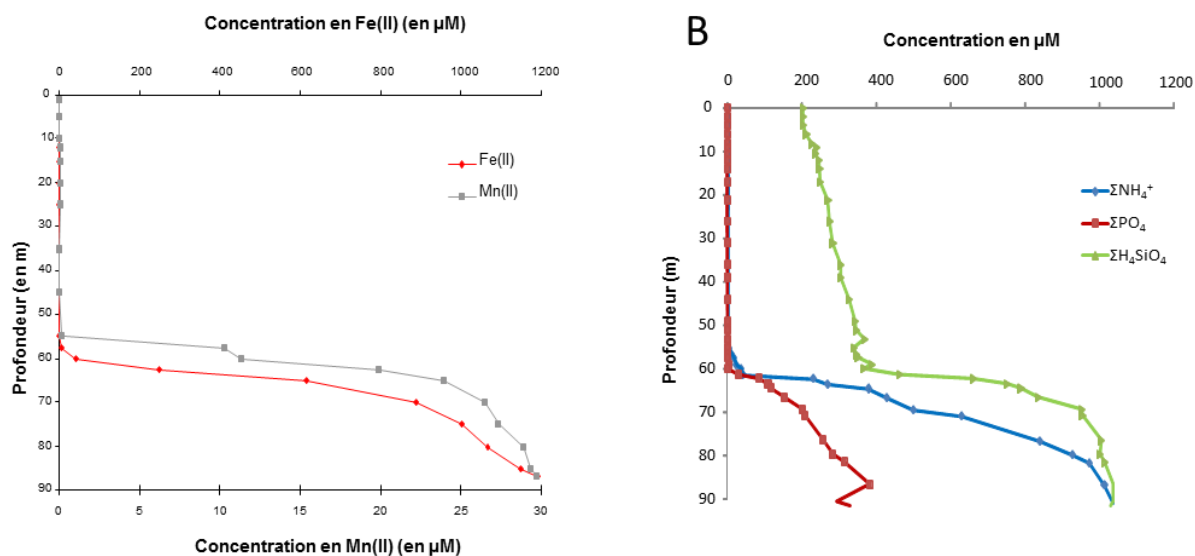 Concentration en Fe(II) (en µM)
0 200 400 600 800 1000 1200
0
10
20
30
40
50
60
70
80
90
Profondeur (en m)
Fe(II)
Mn(II)
0 5 10 10 20 25 30
Concentration en Mn(II) (en µM)
B
Concentration en µM
0 200 400 600 800 1000 1200
0
10
20
30
40
50
60
70
80
90
Profondeur (m)
ΣNH₄⁺
ΣPO₄
ΣH₄SiO₄